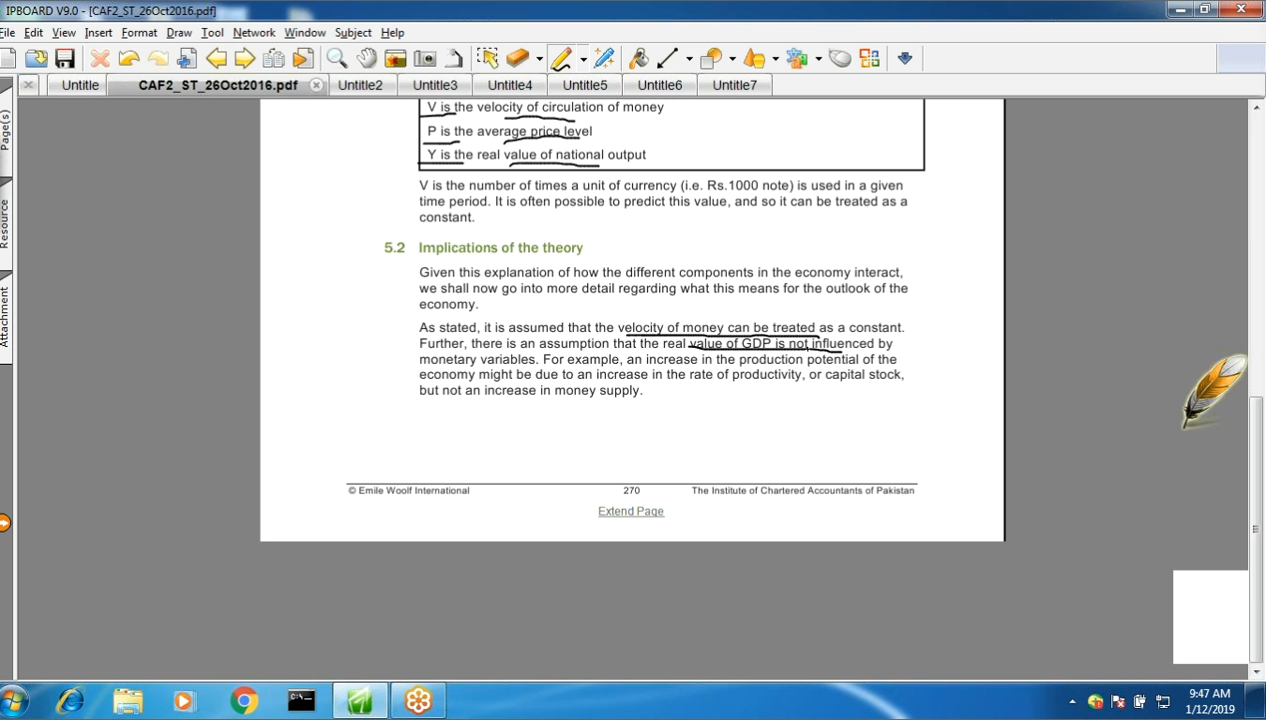 IPBOARD V9.0 - [CAF2_ST_26Oct2016.pdf]
File Edit View Insert Format Draw Tool Network Window Subject Help
Untitle CAF2_ST_26Oct2016.pdf Untitle2 Untitle3 Untitle4 Untitle5 Untitle6 Untitle7
Page(s)
Resource
Attachment
V is the velocity of circulation of money
P is the average price level
Y is the real value of national output
V is the number of times a unit of currency (i.e. Rs.1000 note) is used in a given
time period. It is often possible to predict this value, and so it can be treated as a
constant.
5.2 Implications of the theory
Given this explanation of how the different components in the economy interact,
we shall now go into more detail regarding what this means for the outlook of the
economy.
As stated, it is assumed that the velocity of money can be treated as a constant.
Further, there is an assumption that the real value of GDP is not influenced by
monetary variables. For example, an increase in the production potential of the
economy might be due to an increase in the rate of productivity, or capital stock,
but not an increase in money supply.
© Emile Woolf International 270 The Institute of Chartered Accountants of Pakistan
Extend Page
9:47 AM
1/12/2019